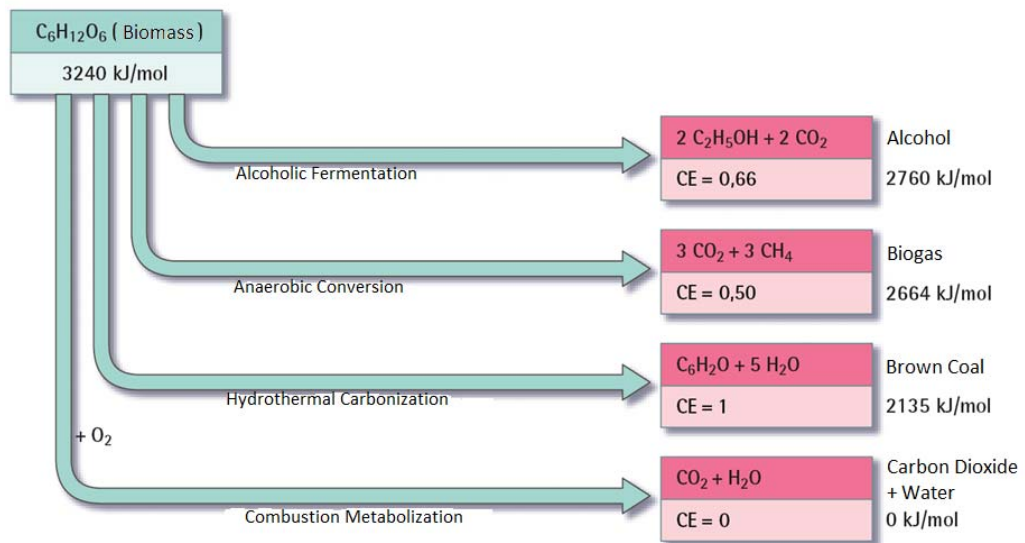 C₆H₁₂O₆ ( Biomass )
3240 kJ/mol
2 C₂H₅OH + 2 CO₂
Alcohol
Alcoholic Fermentation
CE = 0,66
2760 kJ/mol
3 CO₂ + 3 CH₄
Biogas
Anaerobic Conversion
CE = 0,50
2664 kJ/mol
C₆H₂O + 5 H₂O
Brown Coal
Hydrothermal Carbonization
CE = 1
2135 kJ/mol
+ O₂
CO₂ + H₂O
Carbon Dioxide
+ Water
Combustion Metabolization
CE = 0
0 kJ/mol